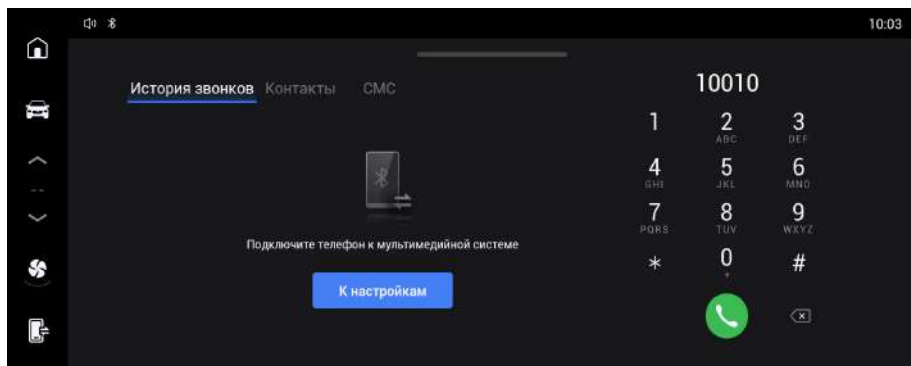 10:03
История звонков Контакты СМС
10010
1 2 3
ABC DEF
Подключите телефон к мультимедийной системе
4 5 6
GHI JKL MNO
7 8 9
PQRS TUV WXYZ
К настройкам
* 0 #
+